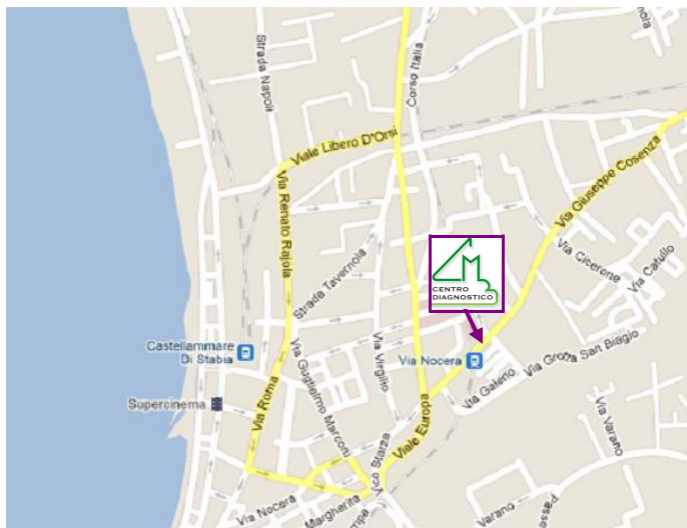 Strada Napoli
Corso Italia
Viale Libero D'Orsi
Via Giuseppe Cosenza
Via Renato Rajola
Strada Tavernola
Via Cicerone
Via Catullo
CENTRO
DIAGNOSTICO
Castellammare
Di Stabia
Via Nocera
Via Grotta San Biagio
Via Virgilio
Via Guglielmo Marconi
Via Roma
Supercinema
Via Galeno
Viale Europa
Via Varano
Vico Starza
Via Nocera
Margherita
Varano